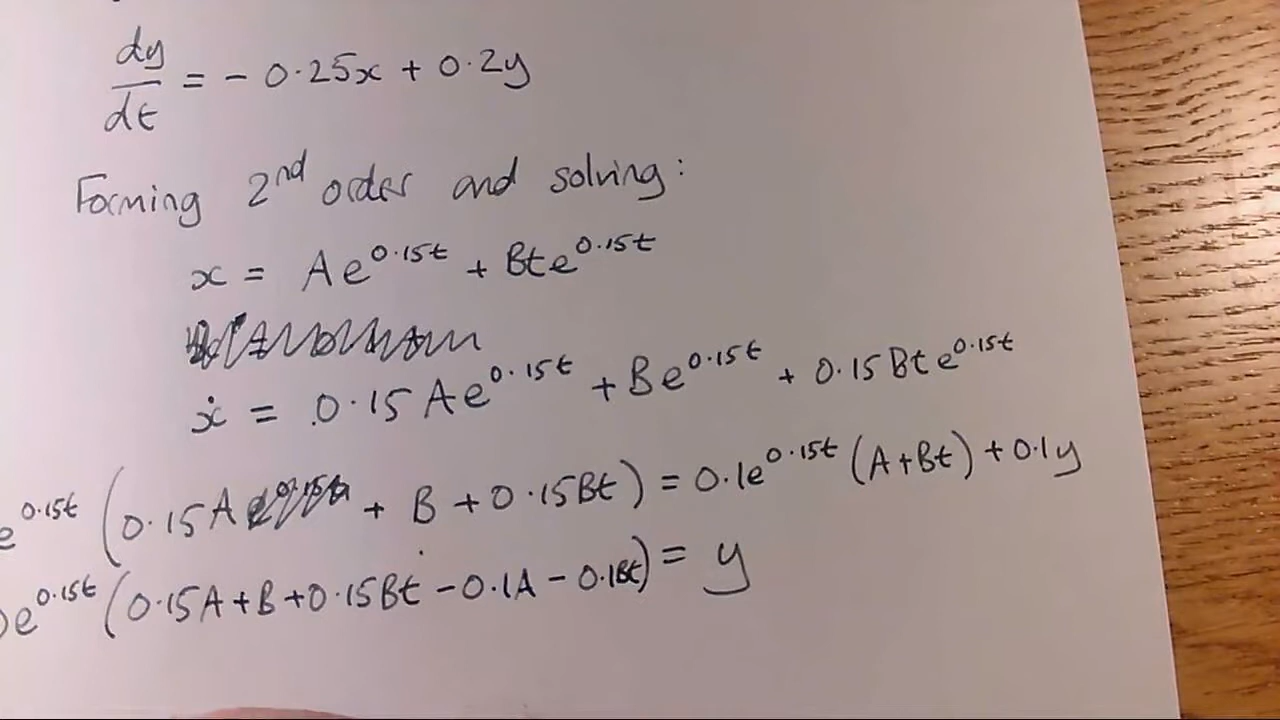 dy/dt = - 0.25x + 0.2y
Forming 2nd order and solving:
x = Ae^0.15t + Bte^0.15t
ẋ = 0.15Ae^0.15t + Be^0.15t + 0.15Bte^0.15t
e^0.15t (0.15A + B + 0.15Bt) = 0.1e^0.15t (A+Bt) + 0.1y
e^0.15t (0.15A + B + 0.15Bt - 0.1A - 0.1Bt) = y